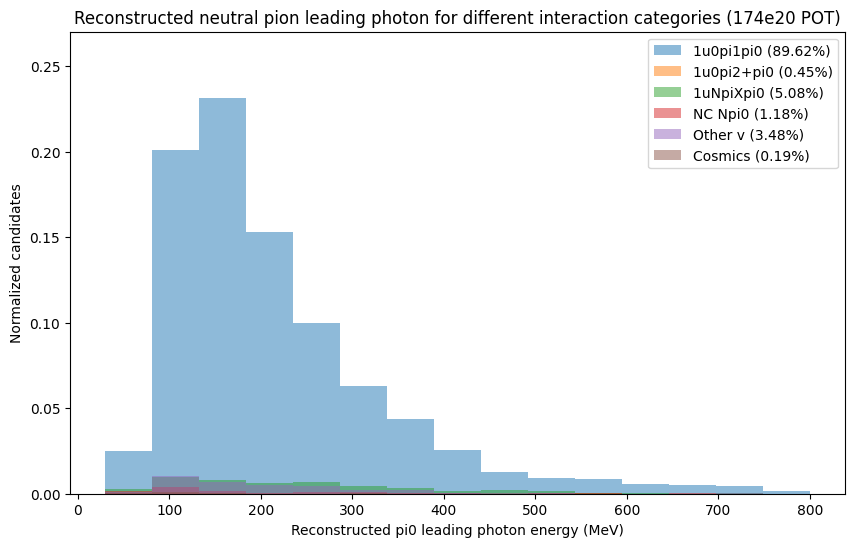 Reconstructed neutral pion leading photon for different interaction categories (174e20 POT)
1u0pi1pi0 (89.62%)
1u0pi2+pi0 (0.45%)
1uNpiXpi0 (5.08%)
NC Npi0 (1.18%)
Other v (3.48%)
Cosmics (0.19%)
Normalized candidates
0.25
0.20
0.15
0.10
0.05
0.00
0 100 200 300 400 500 600 700 800
Reconstructed pi0 leading photon energy (MeV)